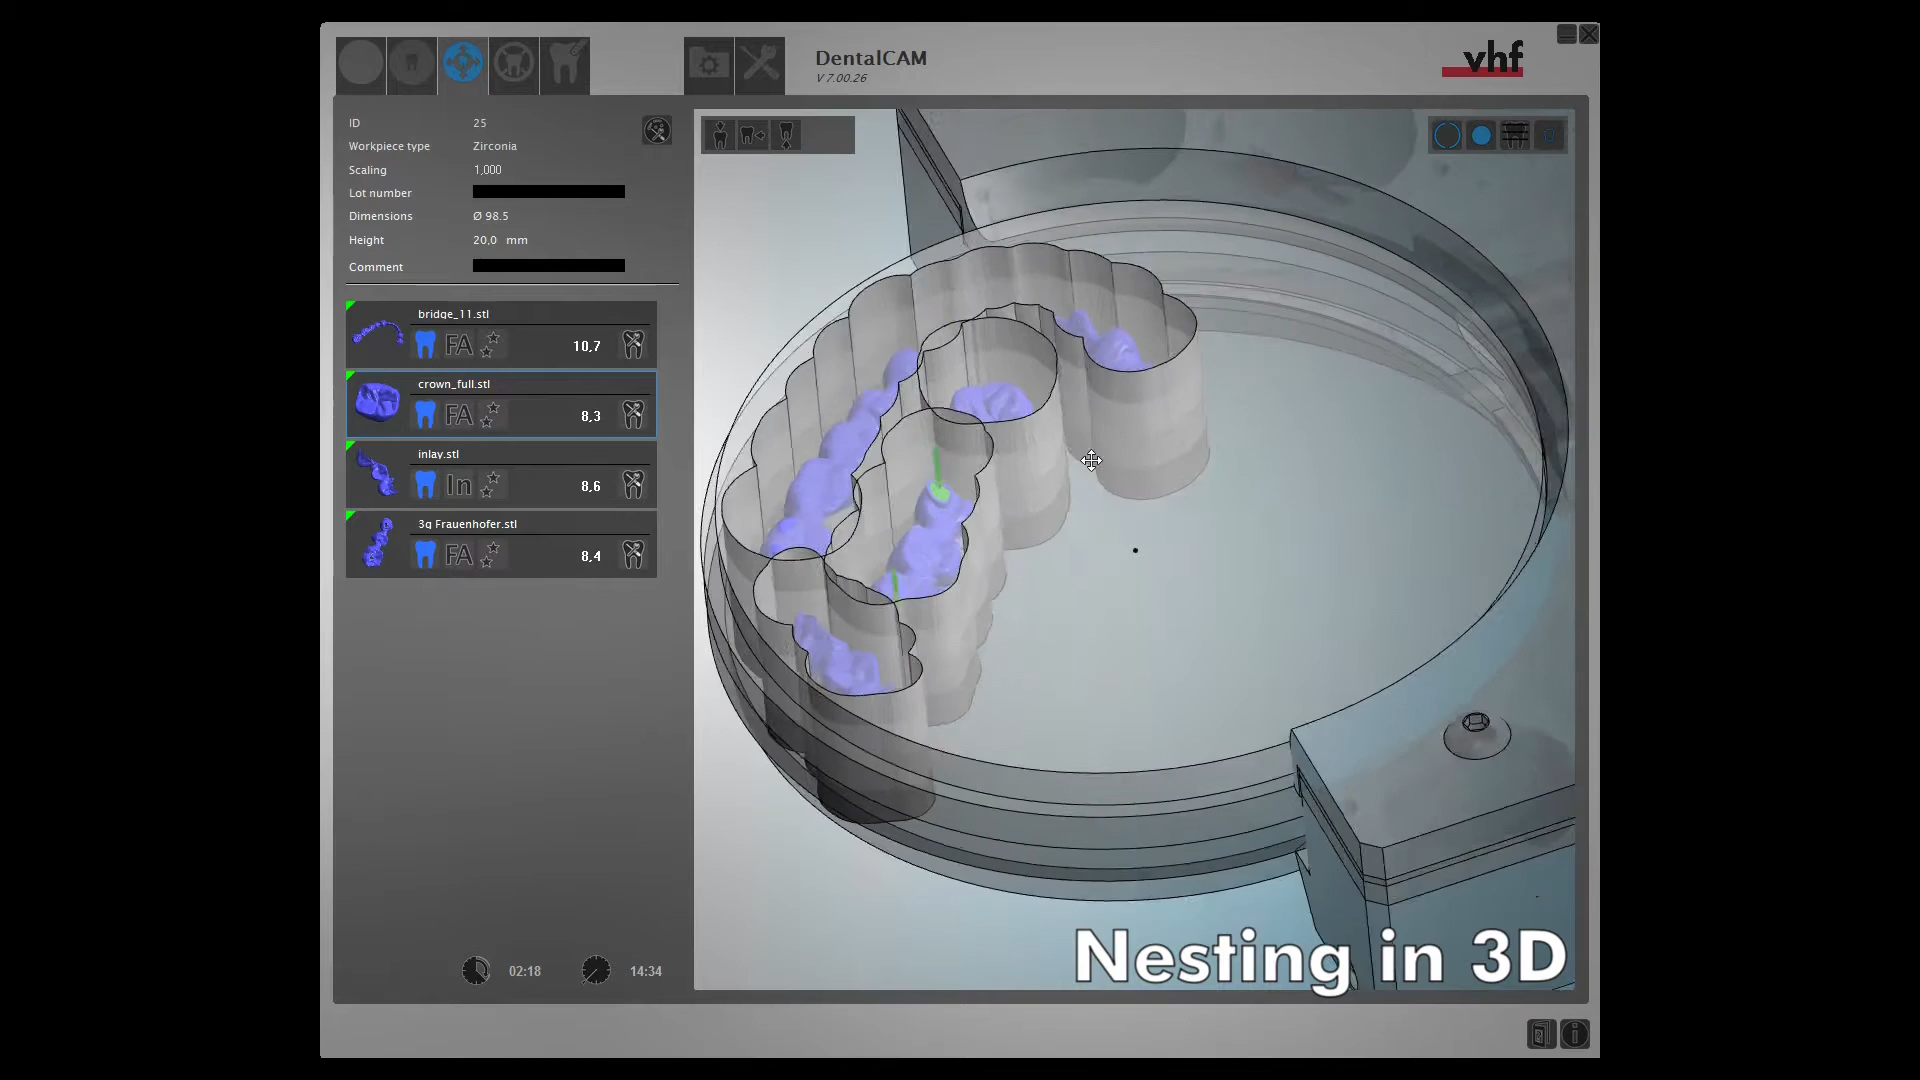 DentalCAM
V 7.00.26
vhf
ID 25
Workpiece type Zirconia
Scaling 1,000
Lot number
Dimensions Ø 98.5
Height 20,0 mm
Comment
bridge_11.stl
FA 10,7
crown_full.stl
FA 8,3
inlay.stl
In 8,6
3g Frauenhofer.stl
FA 8,4
02:18 14:34
Nesting in 3D